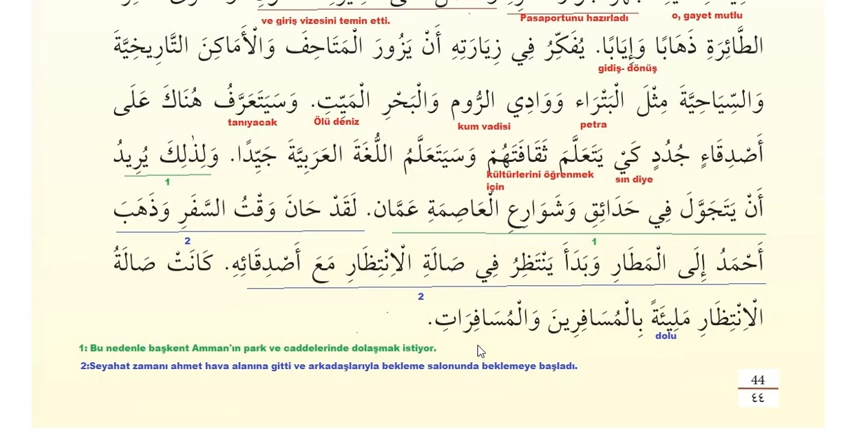 ve giriş vizesini temin etti. Pasaportunu hazırladı o, gayet mutlu
الطَّائِرَةِ ذَهَابًا وَإِيَابًا. يُفَكِّرُ فِي زِيَارَتِهِ أَنْ يَزُورَ الْمَتَاحِفَ وَالْأَمَاكِنَ التَّارِيخِيَّةَ
gidiş- dönüş
وَالسِّيَاحِيَّةَ مِثْلَ الْبَتْرَاء وَوَادِي الرُّوم وَالْبَحْرِ الْمَيّتِ. وَسَيَتَعَرَّفُ هُنَاكَ عَلَى
tanıyacak Ölü deniz kum vadisi petra
أَصْدِقَاءٍ جُدُدٍ كَيْ يَتَعَلَّمَ ثَقَافَتَهُمْ وَسَيَتَعَلَّمُ اللُّغَةَ العَرَبِيَّةَ جَيِّدًا. وَلِذٰلِكَ يُرِيدُ
1 kültürlerini öğrenmek için sın diye
أَنْ يَتَجَوَّلَ فِي حَدَائِقِ وَشَوَارِعِ الْعَاصِمَةِ عَمَّان. لَقَدْ حَانَ وَقْتُ السَّفَرِ وَذَهَبَ
2 1
أَحْمَدُ إِلَى الْمَطَارِ وَبَدَأَ يَنْتَظِرُ فِي صَالَةِ الْاِنْتِظَارِ مَعَ أَصْدِقَائِهِ. كَانَتْ صَالَةُ
2
الْاِنْتِظَارِ مَلِيئَةً بِالْمُسَافِرِينَ وَالْمُسَافِرَاتِ.
dolu
1: Bu nedenle başkent Amman'ın park ve caddelerinde dolaşmak istiyor.
2:Seyahat zamanı ahmet hava alanına gitti ve arkadaşlarıyla bekleme salonunda beklemeye başladı.
44
٤٤